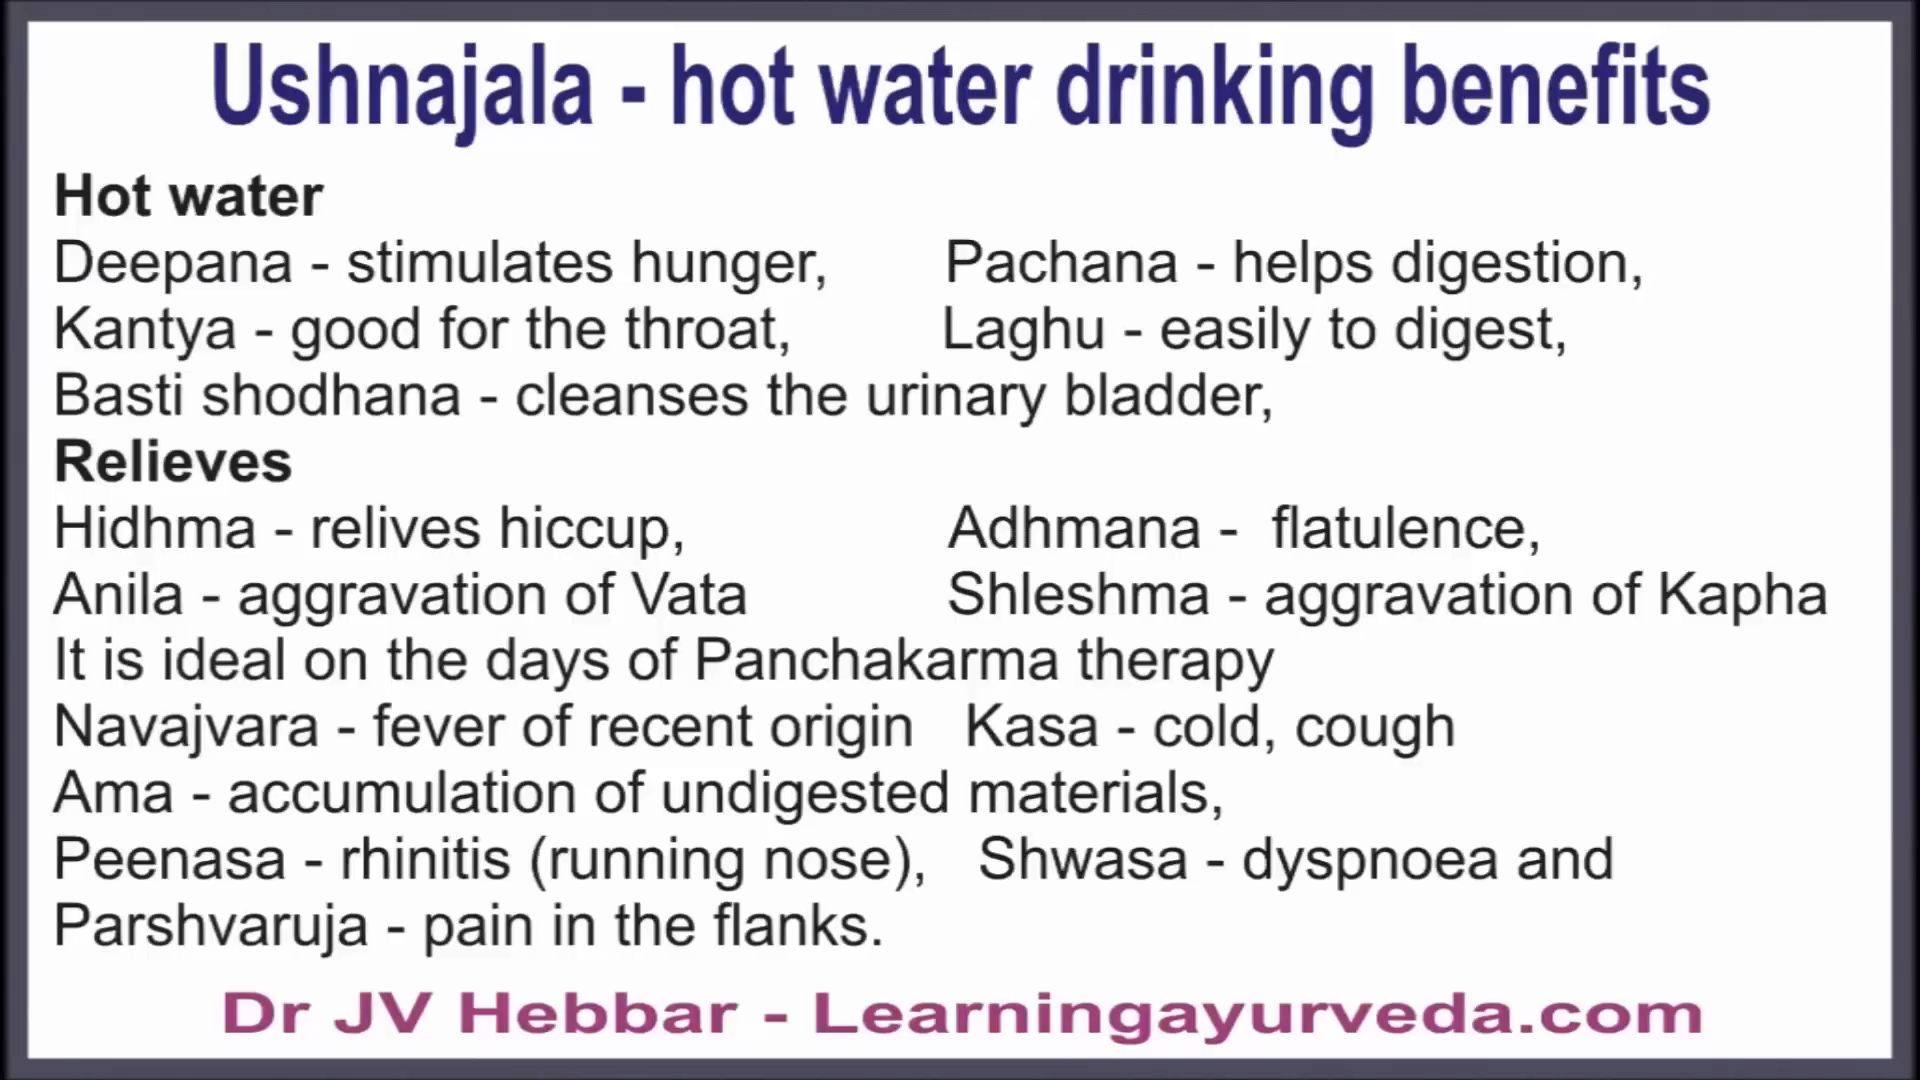 Ushnajala - hot water drinking benefits
Hot water
Deepana - stimulates hunger, Pachana - helps digestion,
Kantya - good for the throat, Laghu - easily to digest,
Basti shodhana - cleanses the urinary bladder,
Relieves
Hidhma - relives hiccup, Adhmana - flatulence,
Anila - aggravation of Vata Shleshma - aggravation of Kapha
It is ideal on the days of Panchakarma therapy
Navajvara - fever of recent origin Kasa - cold, cough
Ama - accumulation of undigested materials,
Peenasa - rhinitis (running nose), Shwasa - dyspnoea and
Parshvaruja - pain in the flanks.
Dr JV Hebbar - Learningayurveda.com